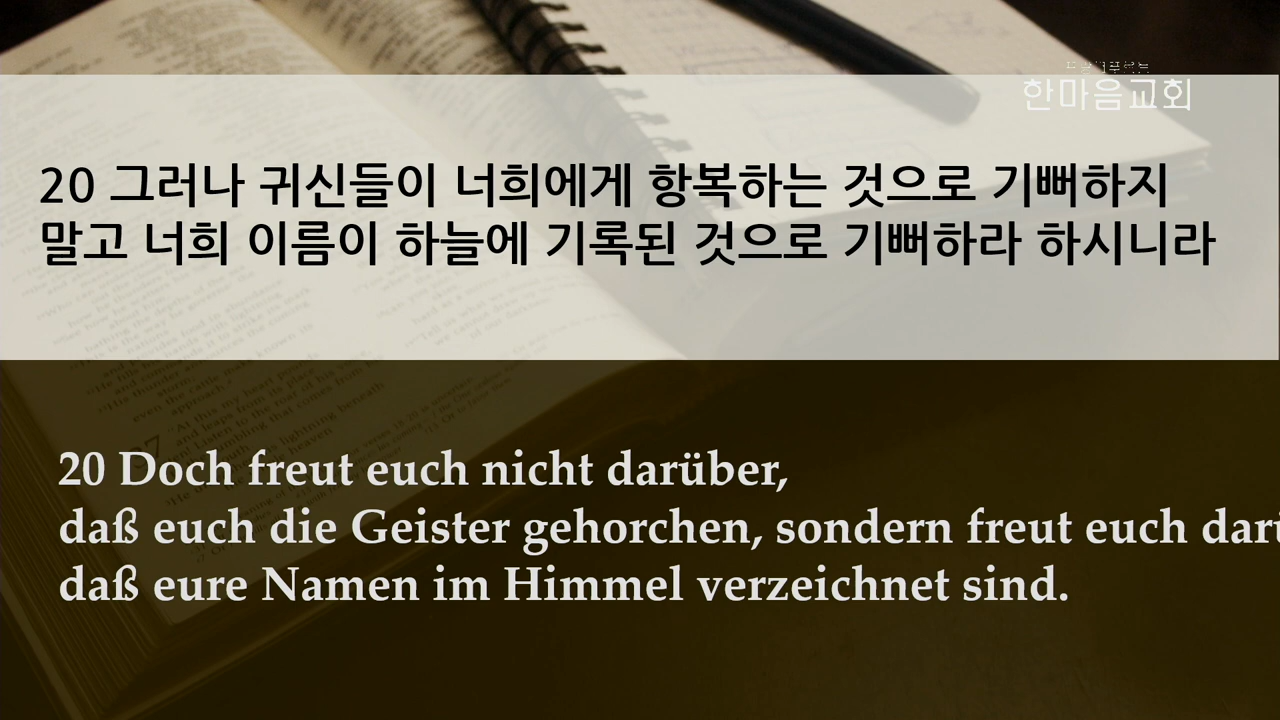 한마음교회
20 그러나 귀신들이 너희에게 항복하는 것으로 기뻐하지
말고 너희 이름이 하늘에 기록된 것으로 기뻐하라 하시니라
20 Doch freut euch nicht darüber,
daß euch die Geister gehorchen, sondern freut euch
daß eure Namen im Himmel verzeichnet sind.